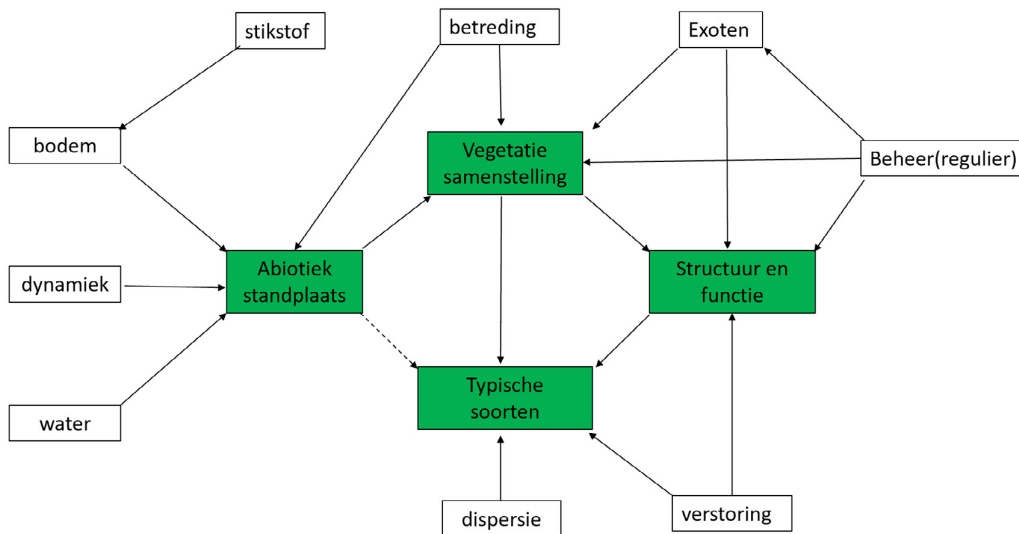 stikstof
betreding
Exoten
bodem
Vegetatie
samenstelling
Beheer(regulier)
dynamiek
Abiotiek
standplaats
Structuur en
functie
water
Typische
soorten
dispersie
verstoring